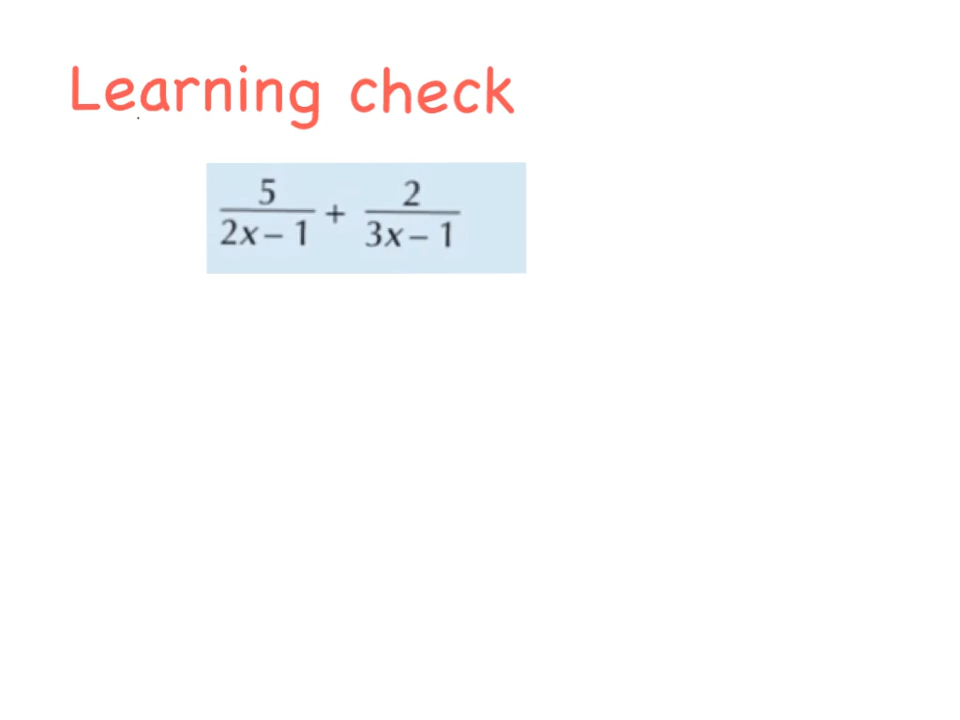 Learning check
5/(2x – 1) + 2/(3x – 1)